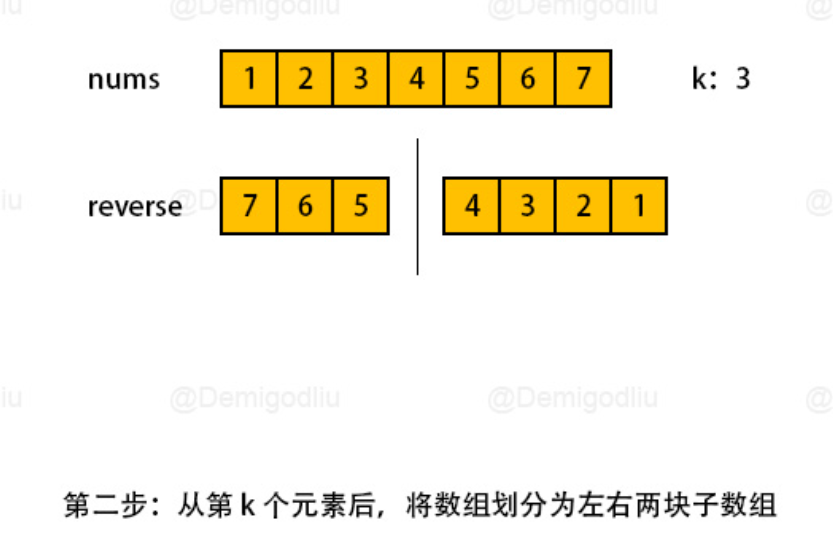 @Demigodliu @Demigodliu
nums 1 2 3 4 5 6 7 k: 3
reverse 7 6 5 4 3 2 1
@Demigodliu @Demigodliu
第二步：从第 k 个元素后，将数组划分为左右两块子数组